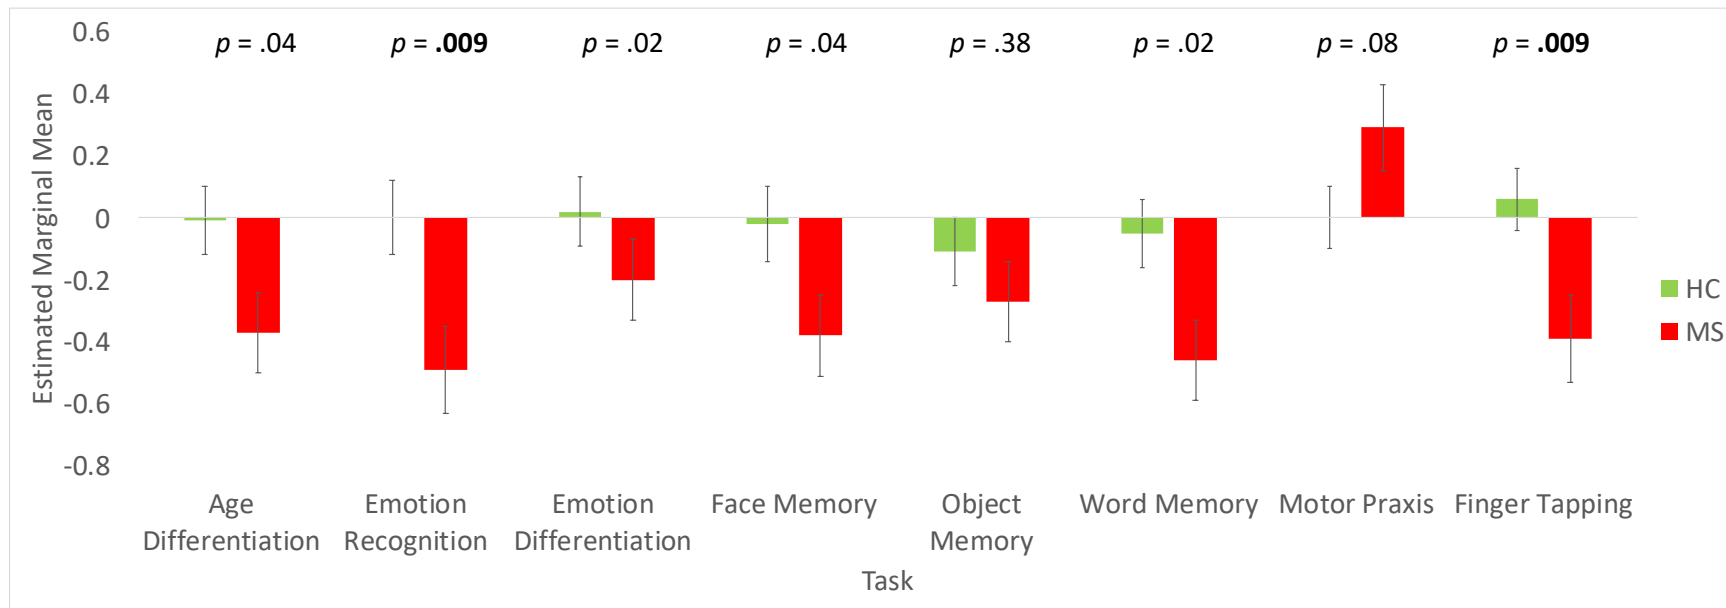 p = .04 p = .009 p = .02 p = .04 p = .38 p = .02 p = .08 p = .009
0.6
0.4
0.2
0
-0.2
-0.4
-0.6
-0.8
Estimated Marginal Mean
HC
MS
Age
Differentiation
Emotion
Recognition
Emotion
Differentiation
Face Memory
Object
Memory
Word Memory
Motor Praxis
Finger Tapping
Task